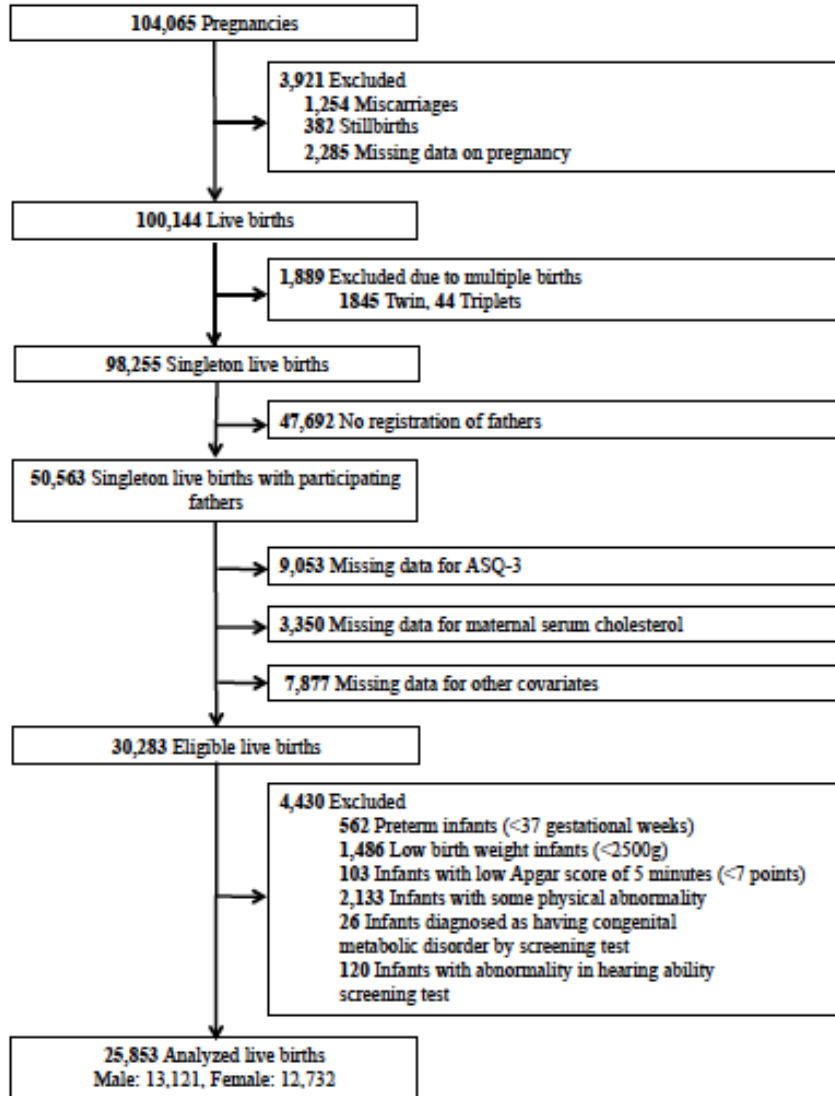 104,065 Pregnancies
3,921 Excluded
1,254 Miscarriages
382 Stillbirths
2,285 Missing data on pregnancy
100,144 Live births
1,889 Excluded due to multiple births
1845 Twin, 44 Triplets
98,255 Singleton live births
47,692 No registration of fathers
50,563 Singleton live births with participating
fathers
9,053 Missing data for ASQ-3
3,350 Missing data for maternal serum cholesterol
7,877 Missing data for other covariates
30,283 Eligible live births
4,430 Excluded
562 Preterm infants (<37 gestational weeks)
1,486 Low birth weight infants (<2500g)
103 Infants with low Apgar score of 5 minutes (<7 points)
2,133 Infants with some physical abnormality
26 Infants diagnosed as having congenital
metabolic disorder by screening test
120 Infants with abnormality in hearing ability
screening test
25,853 Analyzed live births
Male: 13,121, Female: 12,732